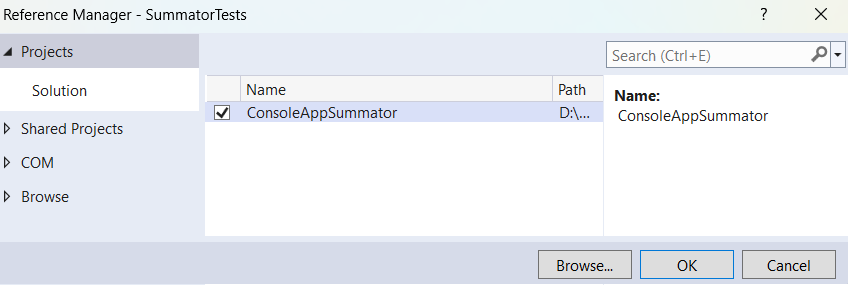 Reference Manager - SummatorTests
?
Projects
Search (Ctrl+E)
Solution
Name
Path
Name:
ConsoleAppSummator
D:\...
ConsoleAppSummator
Shared Projects
COM
Browse
Browse...
OK
Cancel